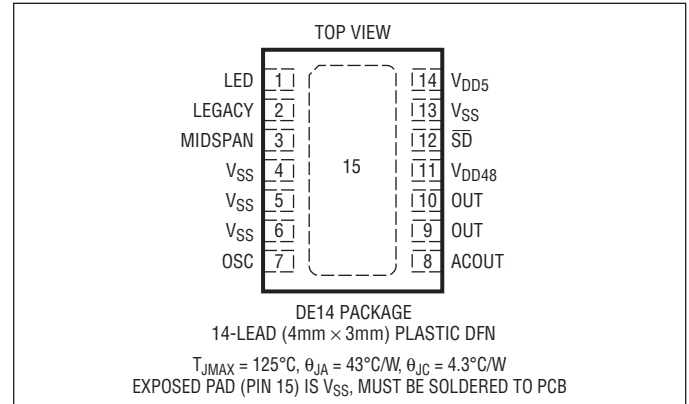 TOP VIEW
LED 1
LEGACY 2
MIDSPAN 3
VSS 4
VSS 5
VSS 6
OSC 7
15
14 VDD5
13 VSS
12 S̅D̅
11 VDD48
10 OUT
9 OUT
8 ACOUT
DE14 PACKAGE
14-LEAD (4mm × 3mm) PLASTIC DFN
TJMAX = 125°C, θJA = 43°C/W, θJC = 4.3°C/W
EXPOSED PAD (PIN 15) IS VSS, MUST BE SOLDERED TO PCB